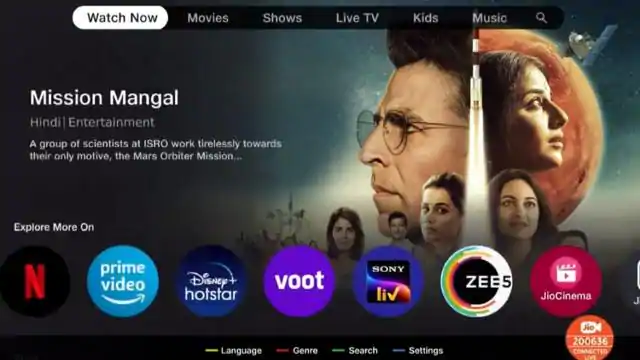 Watch Now
Movies
Shows
Live TV
Kids
Music
Mission Mangal
Hindi|Entertainment
A group of scientists at ISRO work tirelessly towards
their only motive, the Mars Orbiter Mission...
Explore More On
N
prime
video
Disney+
hotstar
voot
SONY
liv
ZEE5
JioCinema
Jio
200636
CONNECTED
LIVE
Language
Genre
Search
Settings